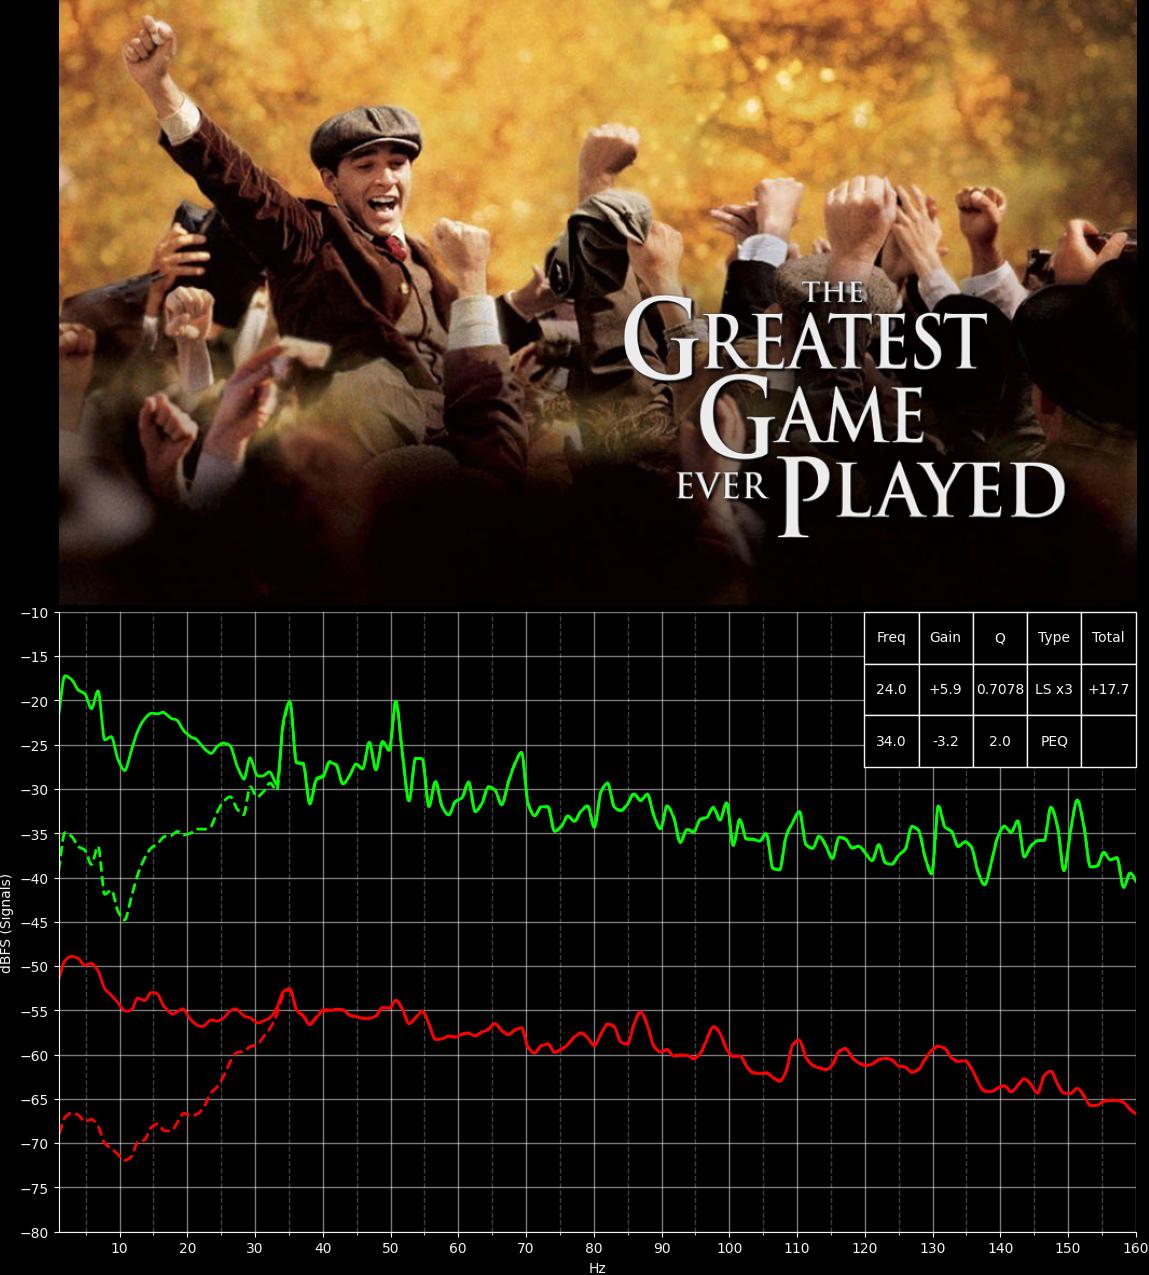 THE
GREATEST
GAME
EVER PLAYED
Freq Gain Q Type Total
24.0 +5.9 0.7078 LS x3 +17.7
34.0 -3.2 2.0 PEQ
−10
−15
−20
−25
−30
−35
−40
−45
−50
−55
−60
−65
−70
−75
−80
dBFS (Signals)
10 20 30 40 50 60 70 80 90 100 110 120 130 140 150 160
Hz